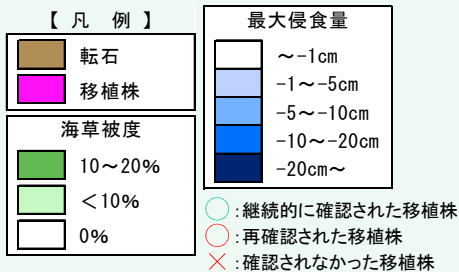 【 凡 例 】
転石
移植株
海草被度
10～20%
＜10%
0%
最大侵食量
～-1cm
-1～-5cm
-5～-10cm
-10～-20cm
-20cm～
○:継続的に確認された移植株
○:再確認された移植株
×:確認されなかった移植株